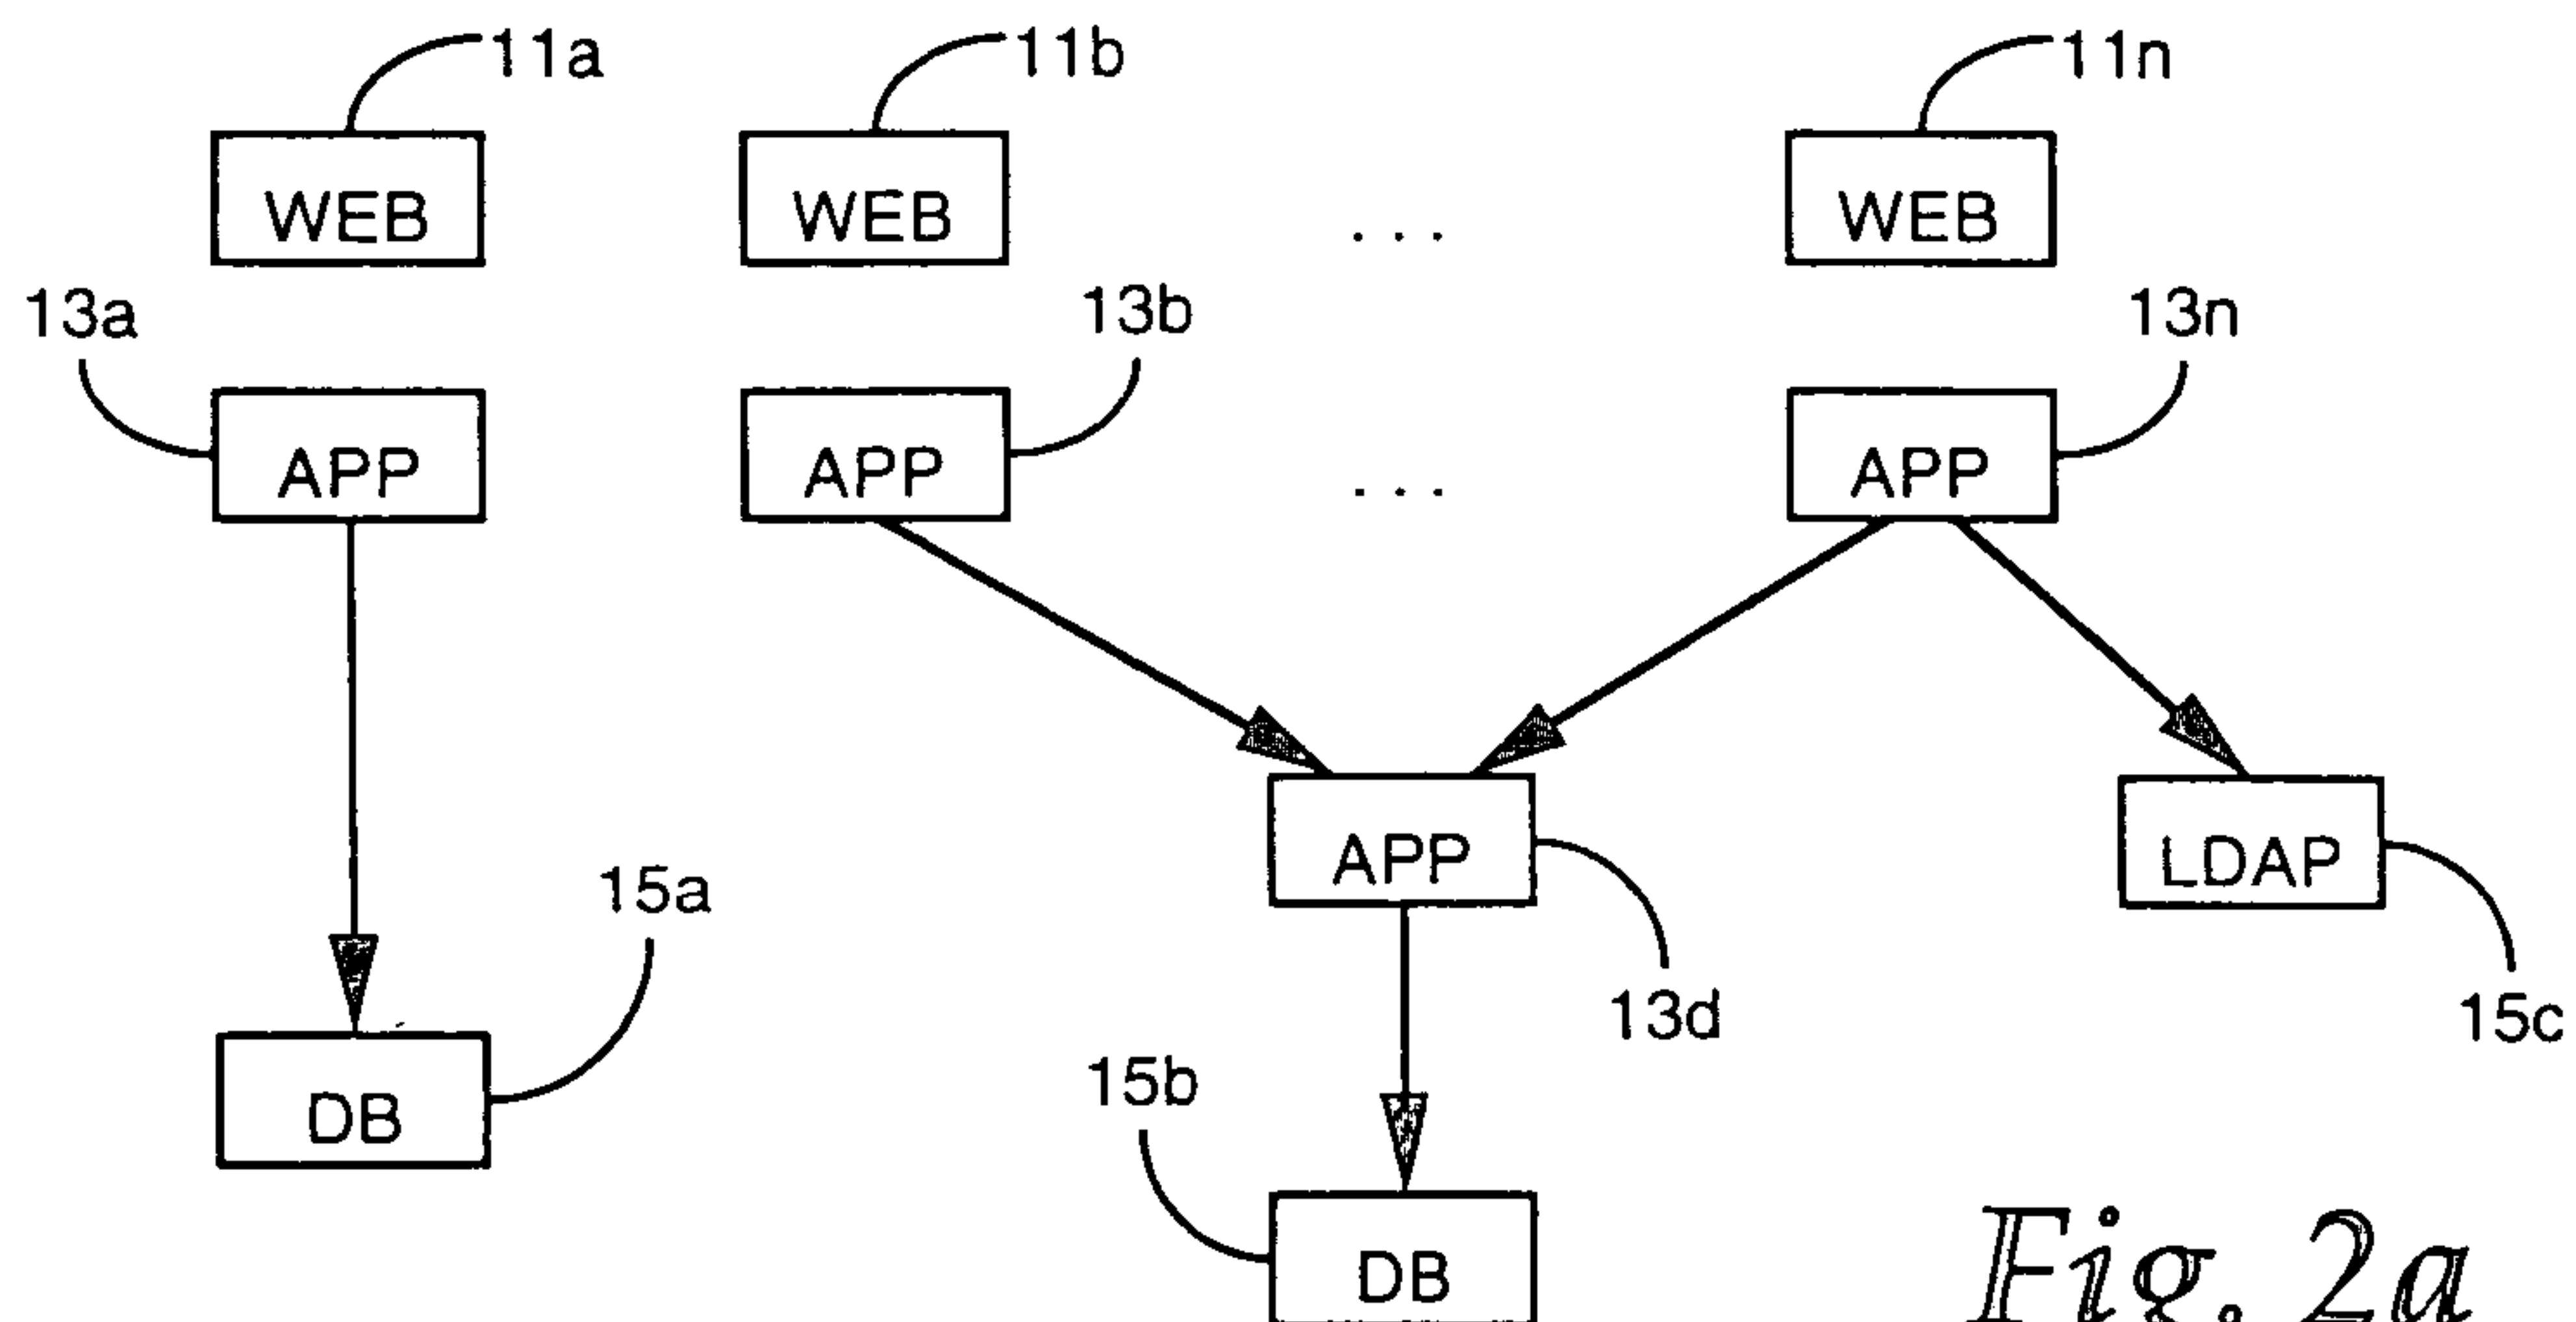 11a 11b 11n
WEB WEB ... WEB
13a 13b 13n
APP APP ... APP
APP LDAP
15a 13d 15c
DB 15b
DB
Fig. 2a